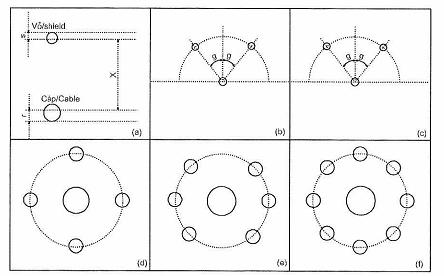 Vỏ/shield
s
X
Cáp/Cable
r
(a)
g g
(b)
g g
(c)
(d)
(e)
(f)